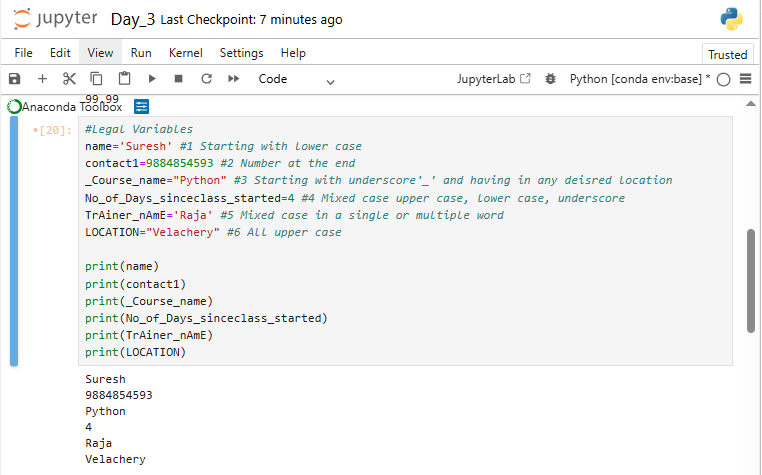 jupyter Day_3 Last Checkpoint: 7 minutes ago
File Edit View Run Kernel Settings Help
Trusted
Code JupyterLab Python [conda env:base] *
99.99
Anaconda Toolbox
[20]:
#Legal Variables
name='Suresh' #1 Starting with lower case
contact1=9884854593 #2 Number at the end
_Course_name="Python" #3 Starting with underscore'_' and having in any deisred location
No_of_Days_sinceclass_started=4 #4 Mixed case upper case, lower case, underscore
TrAiner_nAmE='Raja' #5 Mixed case in a single or multiple word
LOCATION="Velachery" #6 All upper case
print(name)
print(contact1)
print(_Course_name)
print(No_of_Days_sinceclass_started)
print(TrAiner_nAmE)
print(LOCATION)
Suresh
9884854593
Python
4
Raja
Velachery